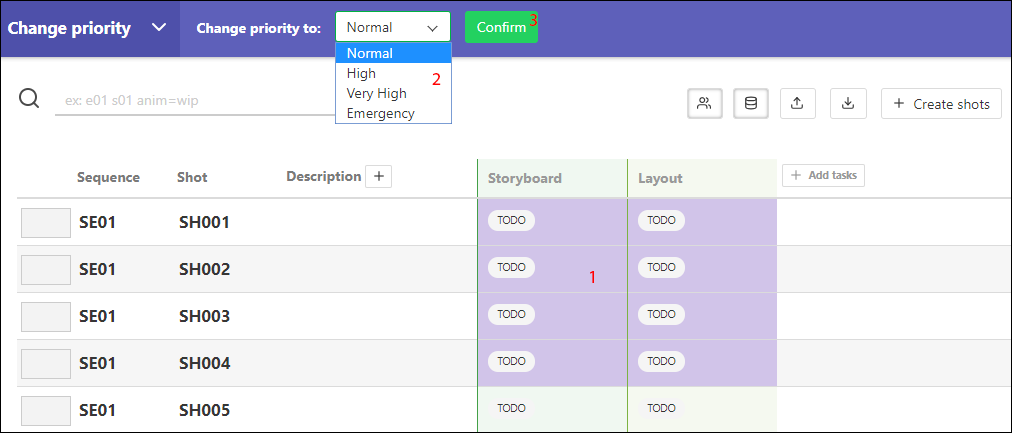 Change priority Change priority to: Normal Confirm 3
Normal
High
2
Very High
Emergency
ex: e01 s01 anim=wip
+ Create shots
Sequence Shot Description + Storyboard Layout + Add tasks
SE01 SH001 TODO TODO
SE01 SH002 TODO TODO
1
SE01 SH003 TODO TODO
SE01 SH004 TODO TODO
SE01 SH005 TODO TODO